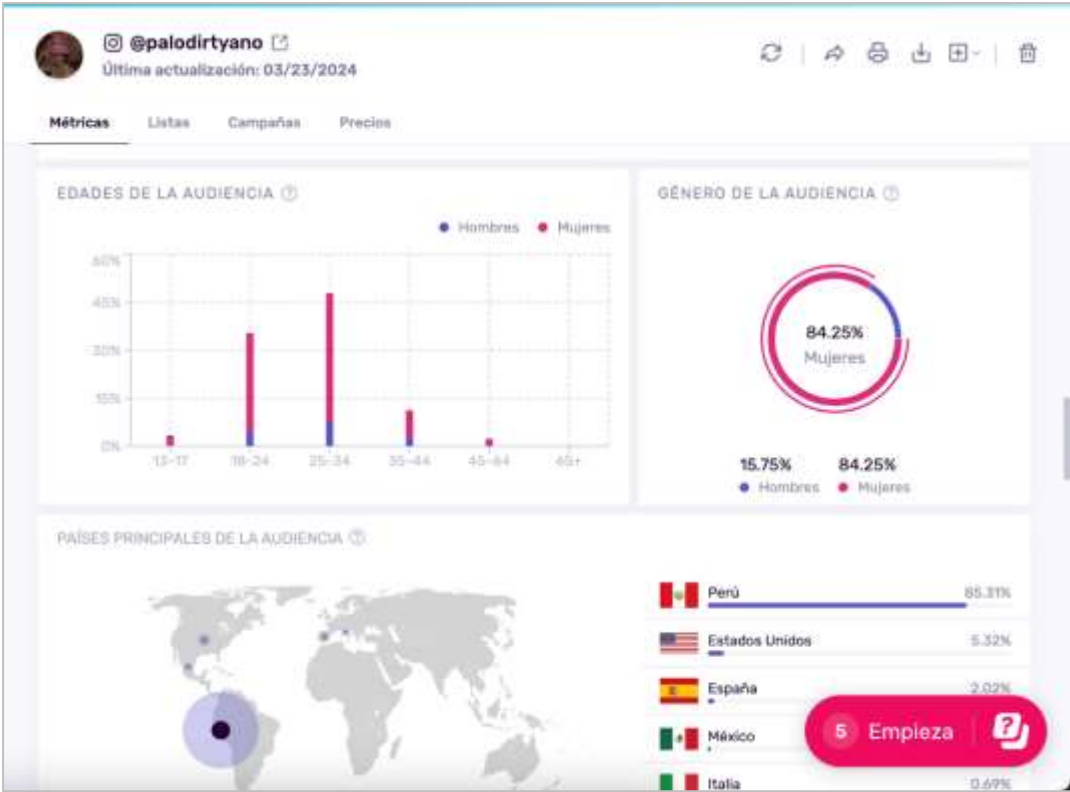 @palodirtyano
Última actualización: 03/23/2024
Métricas Listas Campañas Precios
EDADES DE LA AUDIENCIA
Hombres Mujeres
60%
45%
30%
15%
0%
13-17 18-24 25-34 35-44 45-64 65+
GÉNERO DE LA AUDIENCIA
84.25%
Mujeres
15.75% 84.25%
Hombres Mujeres
PAÍSES PRINCIPALES DE LA AUDIENCIA
Perú 85.31%
Estados Unidos 5.32%
España 2.02%
México
Italia 0.69%
5 Empieza